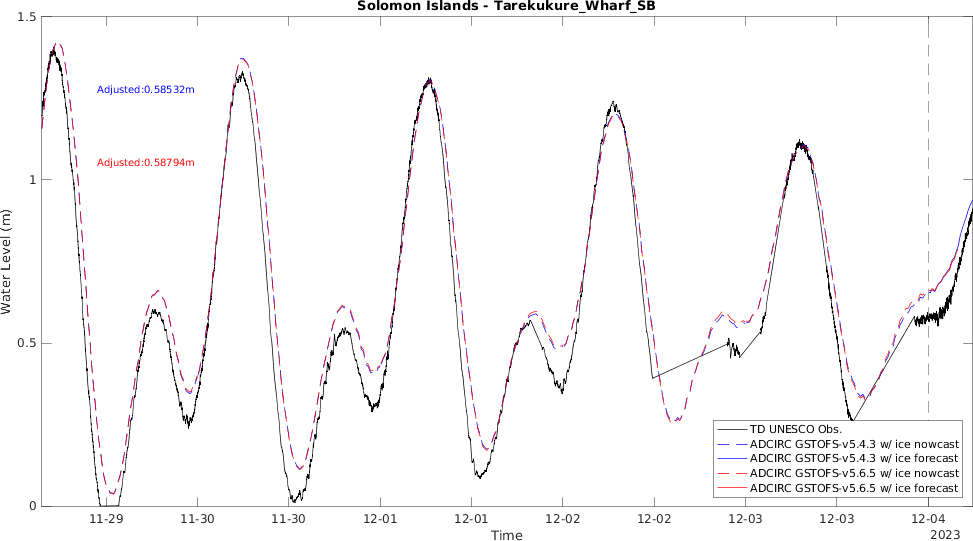 Solomon Islands - Tarekukure_Wharf_SB
1.5
1
0.5
0
Water Level (m)
Adjusted:0.58532m
Adjusted:0.58794m
TD UNESCO Obs.
ADCIRC GSTOFS-v5.4.3 w/ ice nowcast
ADCIRC GSTOFS-v5.4.3 w/ ice forecast
ADCIRC GSTOFS-v5.6.5 w/ ice nowcast
ADCIRC GSTOFS-v5.6.5 w/ ice forecast
11-29 11-30 11-30 12-01 12-01 12-02 12-02 12-03 12-03 12-04
2023
Time